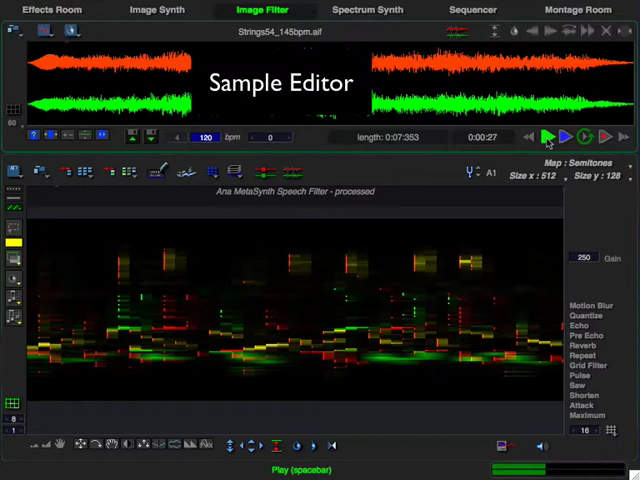 Effects Room Image Synth Image Filter Spectrum Synth Sequencer Montage Room
Strings54_145bpm.aif
Sample Editor
60
4 120 bpm 0 length: 0:07:353 0:00:27
Map : Semitones
A1 Size x : 512 Size y : 128
Ana MetaSynth Speech Filter - processed
250 Gain
Motion Blur
Quantize
Echo
Pre Echo
Reverb
Repeat
Grid Filter
Pulse
Saw
Shorten
Attack
Maximum
8
1
16
Play (spacebar)